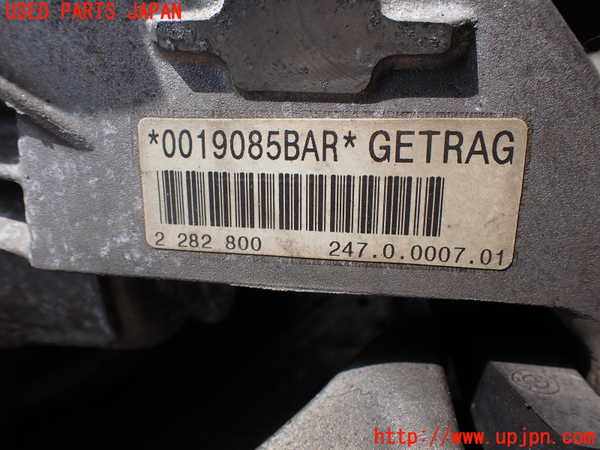 USED PARTS JAPAN
*0019085BAR* GETRAG
2 282 800 247.0.0007.01
http://www.upjpn.com/